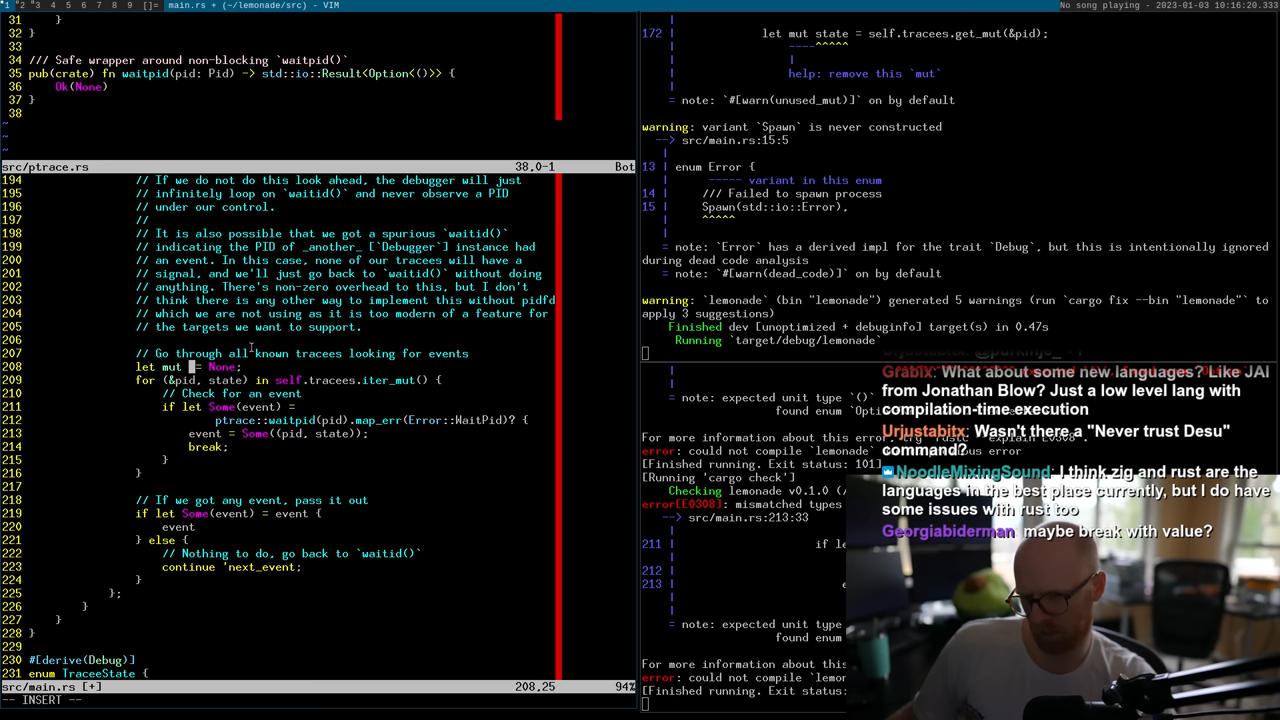 1 2 3 4 5 6 7 8 9 []= main.rs + (~/lemonade/src) - VIM
No song playing - 2023-01-03 10:16:20.333
31     }
32 }
33
34 /// Safe wrapper around non-blocking `waitpid()`
35 pub(crate) fn waitpid(pid: Pid) -> std::io::Result<Option<()>> {
36     Ok(None)
37 }
38
~
~
~
src/ptrace.rs 38,0-1 Bot
194 // If we do not do this look ahead, the debugger will just
195 // infinitely loop on `waitid()` and never observe a PID
196 // under our control.
197 //
198 // It is also possible that we got a spurious `waitid()`
199 // indicating the PID of _another_ [`Debugger`] instance had
200 // an event. In this case, none of our tracees will have a
201 // signal, and we'll just go back to `waitid()` without doing
202 // anything. There's non-zero overhead to this, but I don't
203 // think there is any other way to implement this without pidfd
204 // which we are not using as it is too modern of a feature for
205 // the targets we want to support.
206
207 // Go through all known tracees looking for events
208 let mut = None;
209 for (&pid, state) in self.tracees.iter_mut() {
210     // Check for an event
211     if let Some(event) =
212             ptrace::waitpid(pid).map_err(Error::WaitPid)? {
213         event = Some((pid, state));
214         break;
215     }
216 }
217
218 // If we got any event, pass it out
219 if let Some(event) = event {
220     event
221 } else {
222     // Nothing to do, go back to `waitid()`
223     continue 'next_event;
224 }
225 };
226 }
227 }
228 }
229
230 #[derive(Debug)]
231 enum TraceeState {
src/main.rs [+] 208,25 94%
-- INSERT --
172 | let mut state = self.tracees.get_mut(&pid);
| ----^^^^^
| |
| help: remove this `mut`
= note: `#[warn(unused_mut)]` on by default
warning: variant `Spawn` is never constructed
--> src/main.rs:15:5
|
13 | enum Error {
| ----- variant in this enum
14 | /// Failed to spawn process
15 | Spawn(std::io::Error),
| ^^^^^
|
= note: `Error` has a derived impl for the trait `Debug`, but this is intentionally ignored
during dead code analysis
= note: `#[warn(dead_code)]` on by default
warning: `lemonade` (bin "lemonade") generated 5 warnings (run `cargo fix --bin "lemonade"` to
apply 3 suggestions)
Finished dev [unoptimized + debuginfo] target(s) in 0.47s
Running `target/debug/lemonade`
|
= note: expected unit type `()`
found enum `Opti
For more information about this error, try `rustc
error: could not compile `lemonade`
[Finished running. Exit status: 101]
[Running 'cargo check']
Checking lemonade v0.1.0 (/
error[E0308]: mismatched types
--> src/main.rs:213:33
|
211 | if le
|
212 |
213 | e
|
|
= note: expected unit type
found enum
For more information about this
error: could not compile `lemon
[Finished running. Exit status:
Grabix: What about some new languages? Like JAI
from Jonathan Blow? Just a low level lang with
compilation-time execution
Urjustabitx: Wasn't there a "Never trust Desu"
command?
NoodleMixingSound: I think zig and rust are the
languages in the best place currently, but I do have
some issues with rust too
Georgiabiderman: maybe break with value?